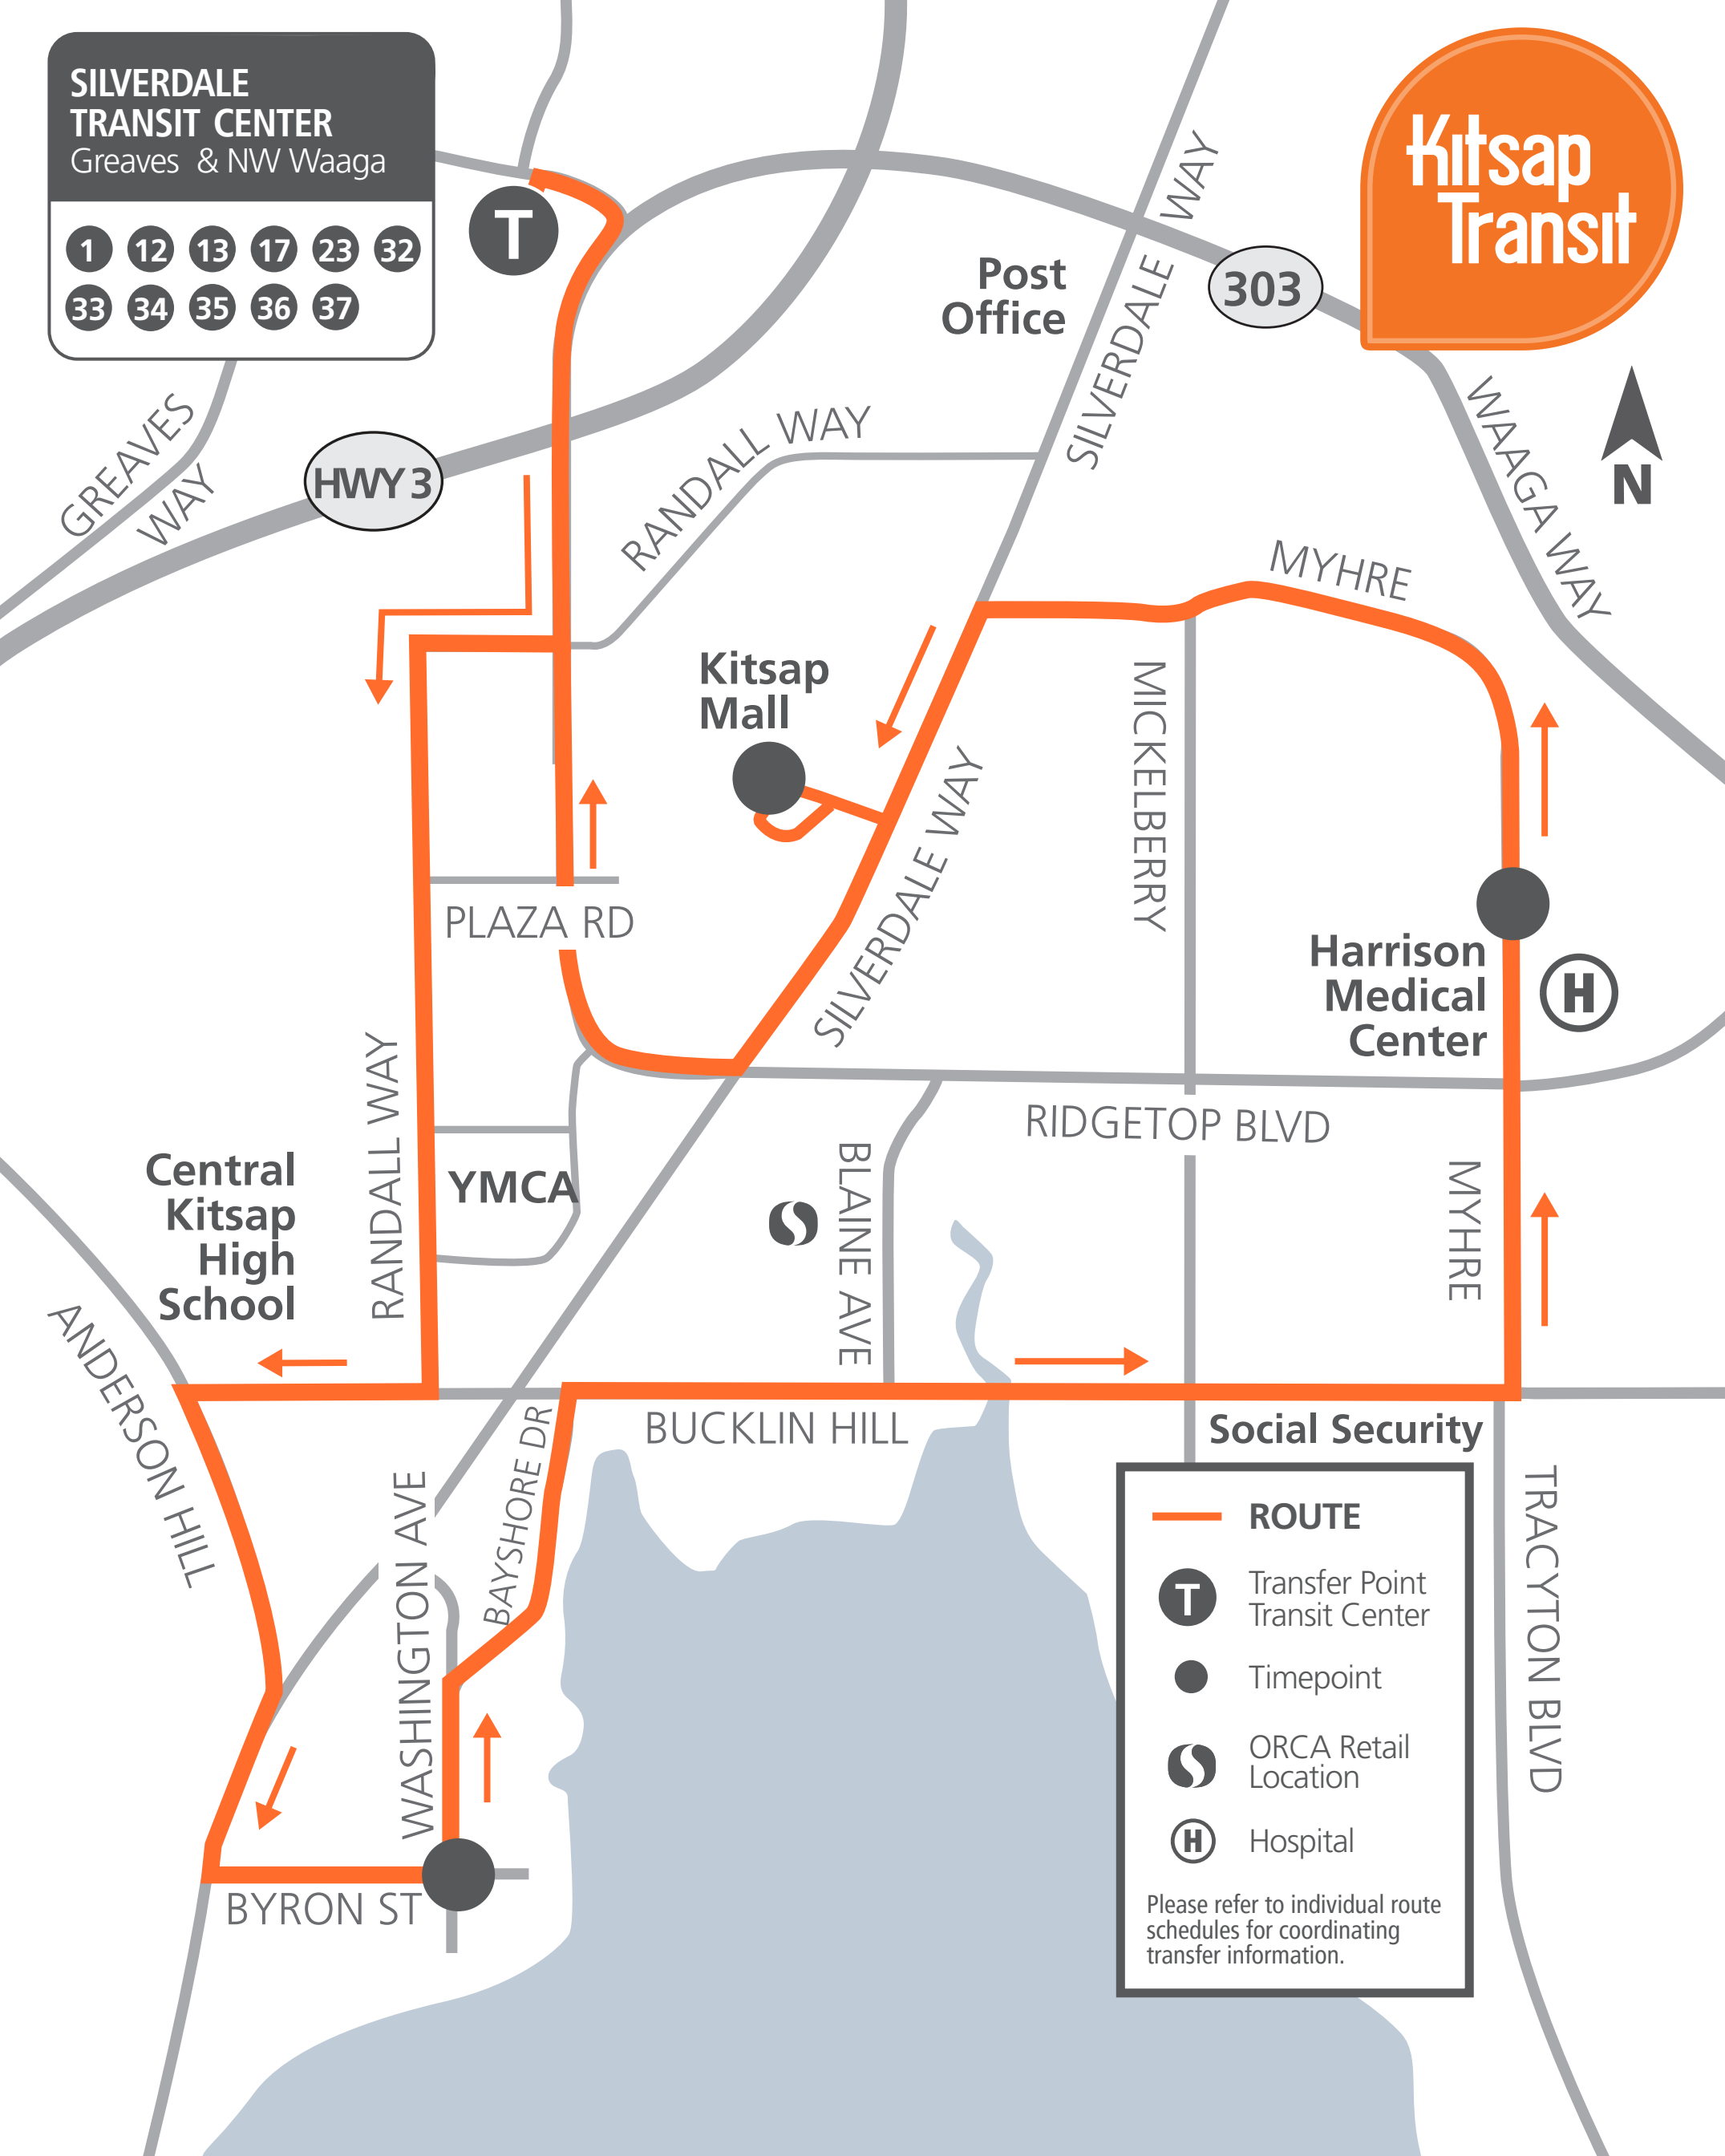 SILVERDALE
TRANSIT CENTER
Greaves & NW Waaga
1 12 13 17 23 32
33 34 35 36 37
T
Kitsap
Transit
N
303
HWY 3
Post
Office
SILVERDALE WAY
GREAVES
WAY
RANDALL WAY
WAAGA WAY
MYHRE
Kitsap
Mall
MICKELBERRY
SILVERDALE WAY
PLAZA RD
Harrison
Medical
Center
H
RIDGETOP BLVD
RANDALL WAY
Central
Kitsap
High
School
YMCA
BLAINE AVE
MYHRE
ANDERSON HILL
BUCKLIN HILL
Social Security
WASHINGTON AVE
BAYSHORE DR
TRACYTON BLVD
BYRON ST
ROUTE
T
Transfer Point
Transit Center
Timepoint
ORCA Retail
Location
H
Hospital
Please refer to individual route
schedules for coordinating
transfer information.